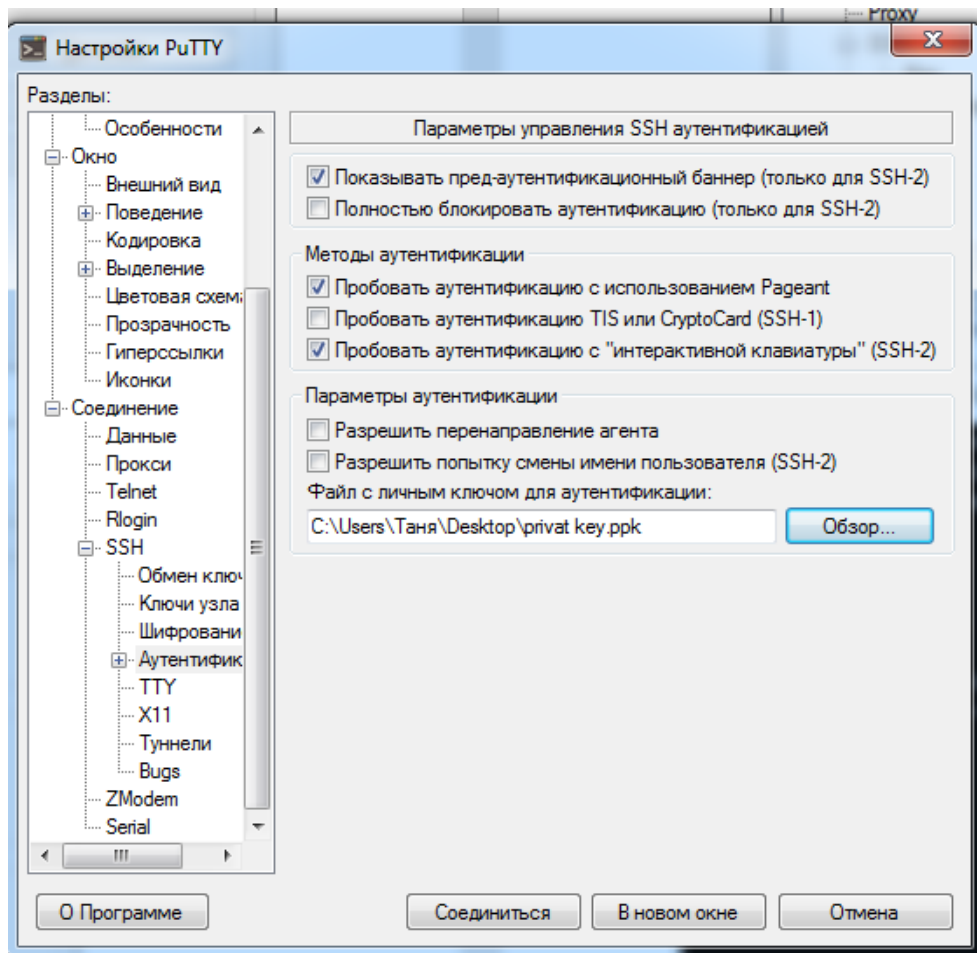 Proxy
Настройки PuTTY
Разделы:
Особенности
Окно
Внешний вид
Поведение
Кодировка
Выделение
Цветовая схем
Прозрачность
Гиперссылки
Иконки
Соединение
Данные
Прокси
Telnet
Rlogin
SSH
Обмен ключ
Ключи узла
Шифровани
Аутентифик
TTY
X11
Туннели
Bugs
ZModem
Serial
Параметры управления SSH аутентификацией
Показывать пред-аутентификационный баннер (только для SSH-2)
Полностью блокировать аутентификацию (только для SSH-2)
Методы аутентификации
Пробовать аутентификацию с использованием Pageant
Пробовать аутентификацию TIS или CryptoCard (SSH-1)
Пробовать аутентификацию с "интерактивной клавиатуры" (SSH-2)
Параметры аутентификации
Разрешить перенаправление агента
Разрешить попытку смены имени пользователя (SSH-2)
Файл с личным ключом для аутентификации:
C:\Users\Таня\Desktop\privat key.ppk
Обзор...
О Программе
Соединиться
В новом окне
Отмена